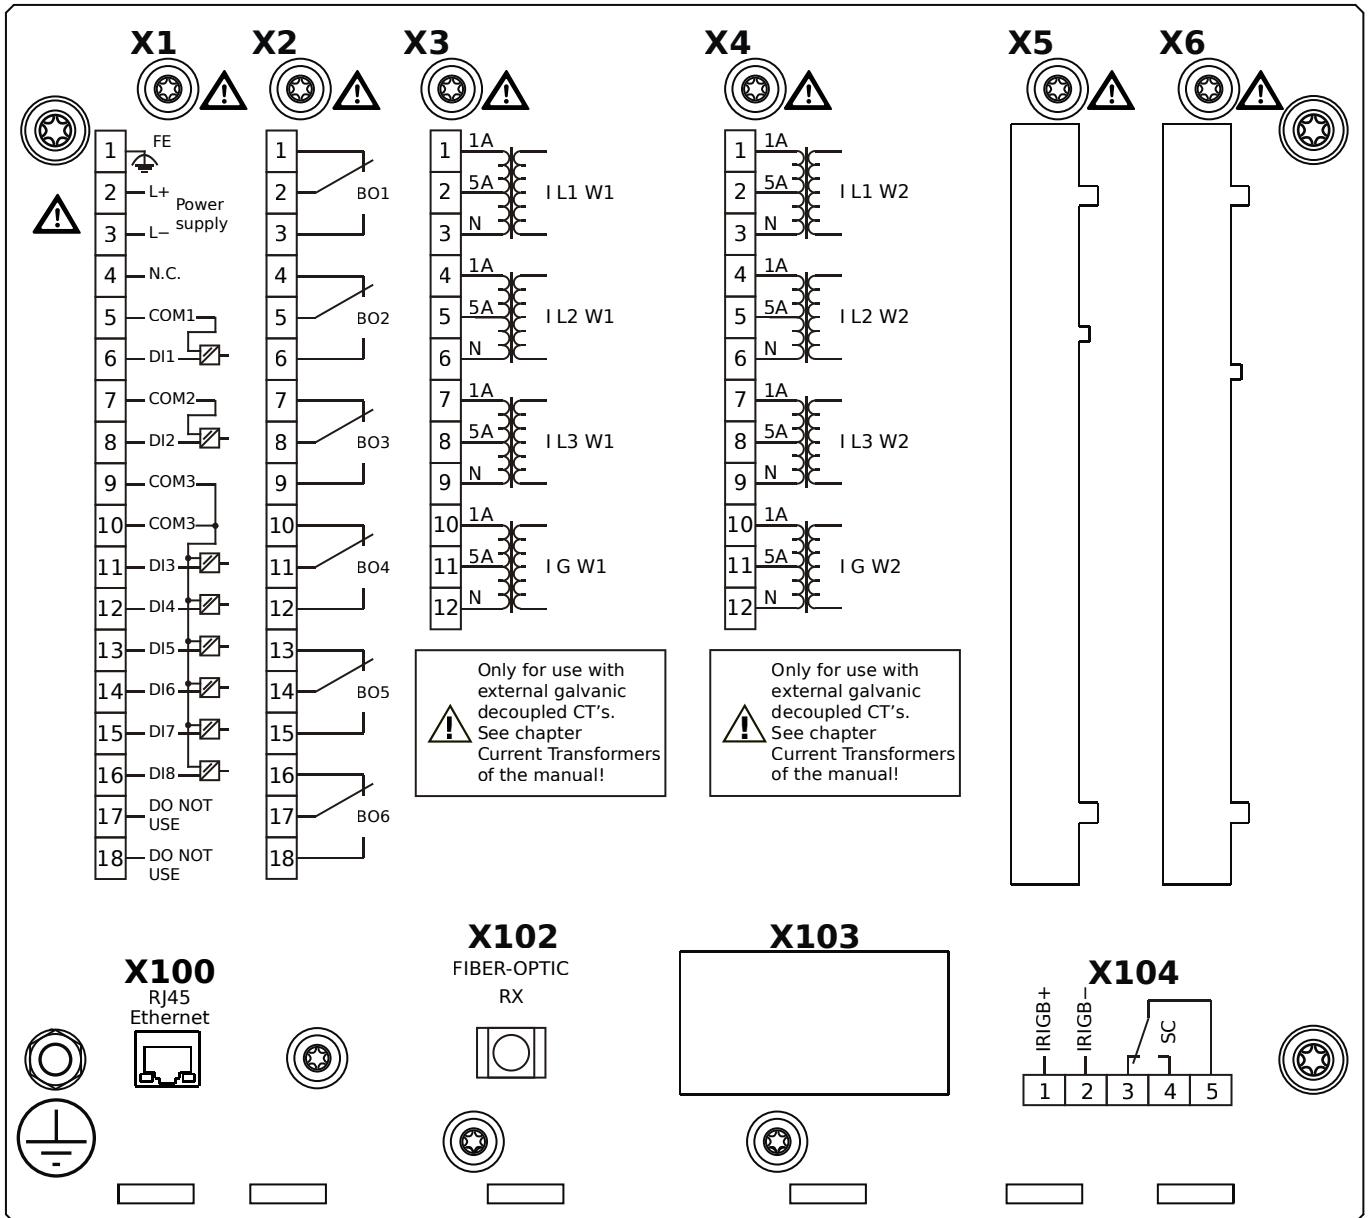 X1 X2 X3 X4 X5 X6
1 FE
2 L+
Power
supply
3 L−
4 N.C.
5 COM1
6 DI1
7 COM2
8 DI2
9 COM3
10 COM3
11 DI3
12 DI4
13 DI5
14 DI6
15 DI7
16 DI8
17 DO NOT
USE
18 DO NOT
USE
1
2 BO1
3
4
5 BO2
6
7
8 BO3
9
10
11 BO4
12
13
14 BO5
15
16
17 BO6
18
1 1A
2 5A I L1 W1
3 N
4 1A
5 5A I L2 W1
6 N
7 1A
8 5A I L3 W1
9 N
10 1A
11 5A I G W1
12 N
Only for use with
external galvanic
decoupled CT's.
See chapter
Current Transformers
of the manual!
1 1A
2 5A I L1 W2
3 N
4 1A
5 5A I L2 W2
6 N
7 1A
8 5A I L3 W2
9 N
10 1A
11 5A I G W2
12 N
Only for use with
external galvanic
decoupled CT's.
See chapter
Current Transformers
of the manual!
X100
RJ45
Ethernet
X102
FIBER-OPTIC
RX
X103
X104
IRIGB+
IRIGB−
SC
1 2 3 4 5